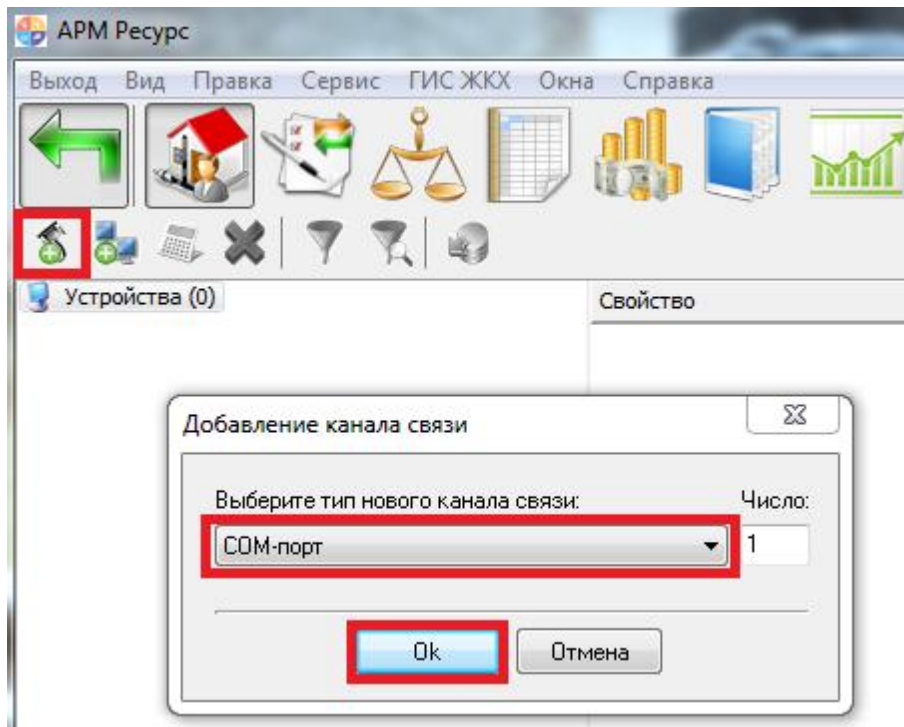 АРМ Ресурс
Выход Вид Правка Сервис ГИС ЖКХ Окна Справка
Устройства (0)
Свойство
Добавление канала связи
Выберите тип нового канала связи: Число:
COM-порт 1
Ok Отмена